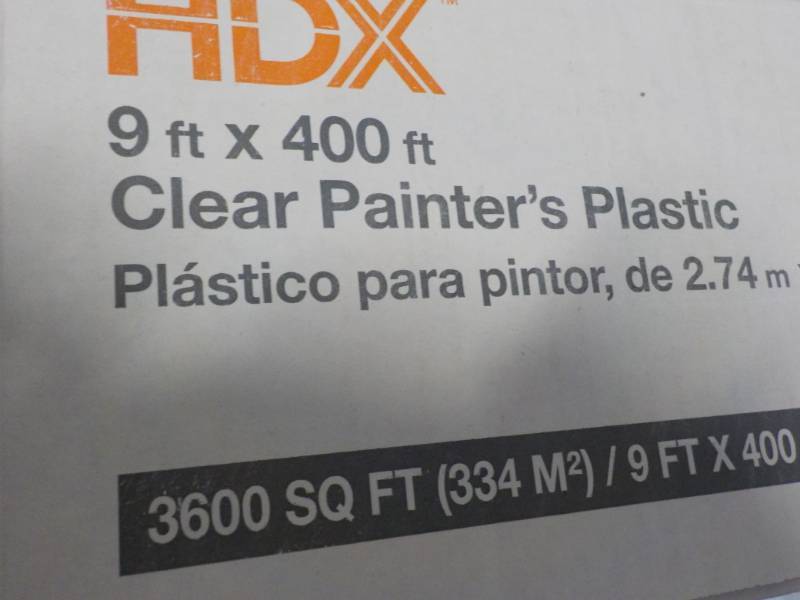 HDX™
9 ft x 400 ft
Clear Painter's Plastic
Plástico para pintor, de 2.74 m
3600 SQ FT (334 M²) / 9 FT X 400